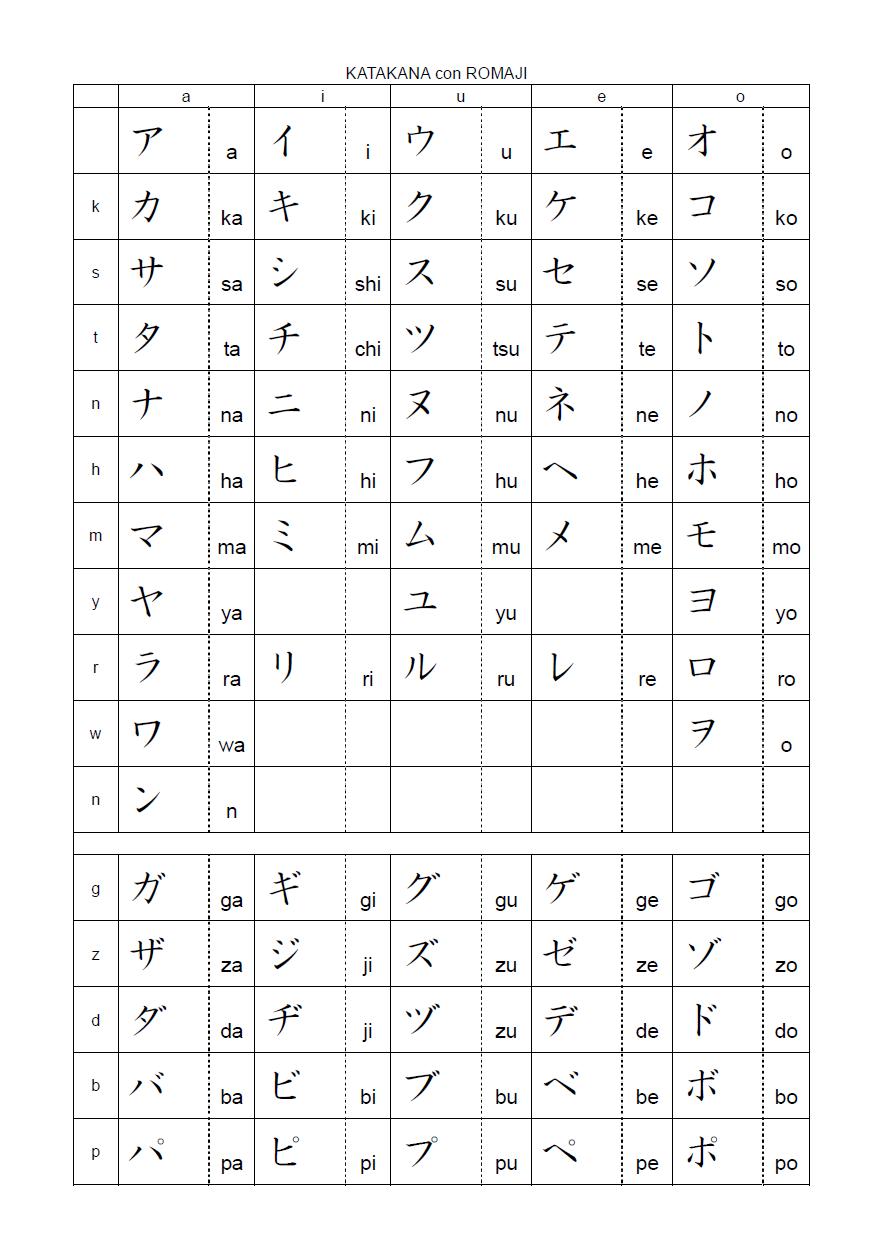 KATAKANA con ROMAJI
a i u e o
ア a イ i ウ u エ e オ o
k カ ka キ ki ク ku ケ ke コ ko
s サ sa シ shi ス su セ se ソ so
t タ ta チ chi ツ tsu テ te ト to
n ナ na ニ ni ヌ nu ネ ne ノ no
h ハ ha ヒ hi フ hu ヘ he ホ ho
m マ ma ミ mi ム mu メ me モ mo
y ヤ ya ユ yu ヨ yo
r ラ ra リ ri ル ru レ re ロ ro
w ワ wa ヲ o
n ン n
g ガ ga ギ gi グ gu ゲ ge ゴ go
z ザ za ジ ji ズ zu ゼ ze ゾ zo
d ダ da ヂ ji ヅ zu デ de ド do
b バ ba ビ bi ブ bu ベ be ボ bo
p パ pa ピ pi プ pu ペ pe ポ po